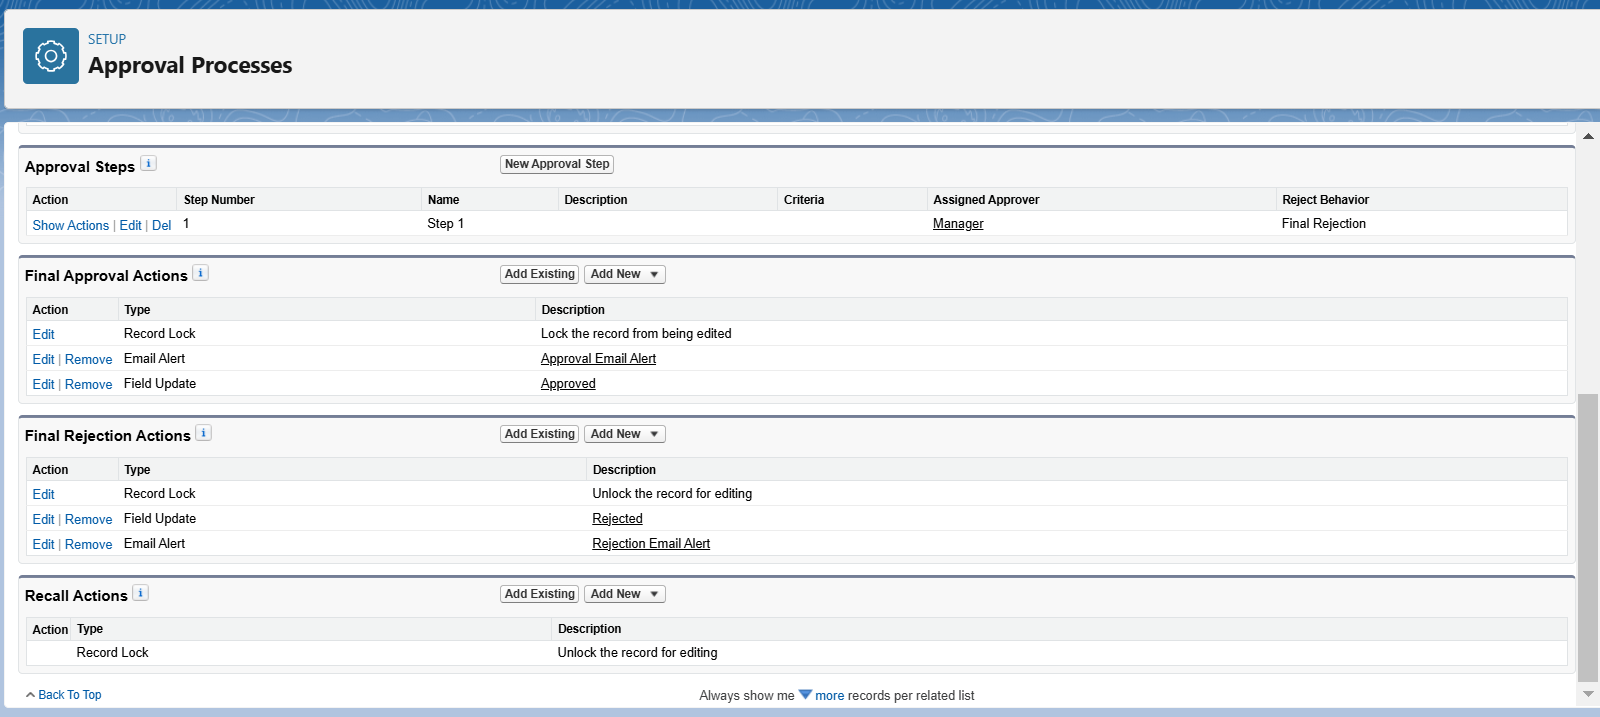 SETUP
Approval Processes
Approval Steps i New Approval Step
Action Step Number Name Description Criteria Assigned Approver Reject Behavior
Show Actions | Edit | Del 1 Step 1 Manager Final Rejection
Final Approval Actions i Add Existing Add New
Action Type Description
Edit Record Lock Lock the record from being edited
Edit | Remove Email Alert Approval Email Alert
Edit | Remove Field Update Approved
Final Rejection Actions i Add Existing Add New
Action Type Description
Edit Record Lock Unlock the record for editing
Edit | Remove Field Update Rejected
Edit | Remove Email Alert Rejection Email Alert
Recall Actions i Add Existing Add New
Action Type Description
Record Lock Unlock the record for editing
Back To Top Always show me more records per related list